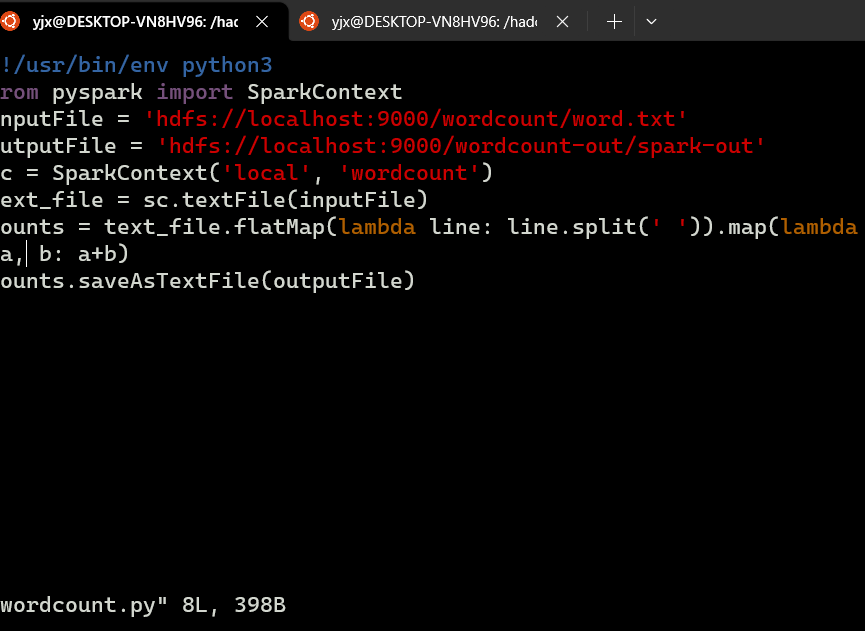 yjx@DESKTOP-VN8HV96: /had
yjx@DESKTOP-VN8HV96: /hado
!/usr/bin/env python3
rom pyspark import SparkContext
nputFile = 'hdfs://localhost:9000/wordcount/word.txt'
utputFile = 'hdfs://localhost:9000/wordcount-out/spark-out'
c = SparkContext('local', 'wordcount')
ext_file = sc.textFile(inputFile)
ounts = text_file.flatMap(lambda line: line.split(' ')).map(lambda
a, b: a+b)
ounts.saveAsTextFile(outputFile)
wordcount.py" 8L, 398B